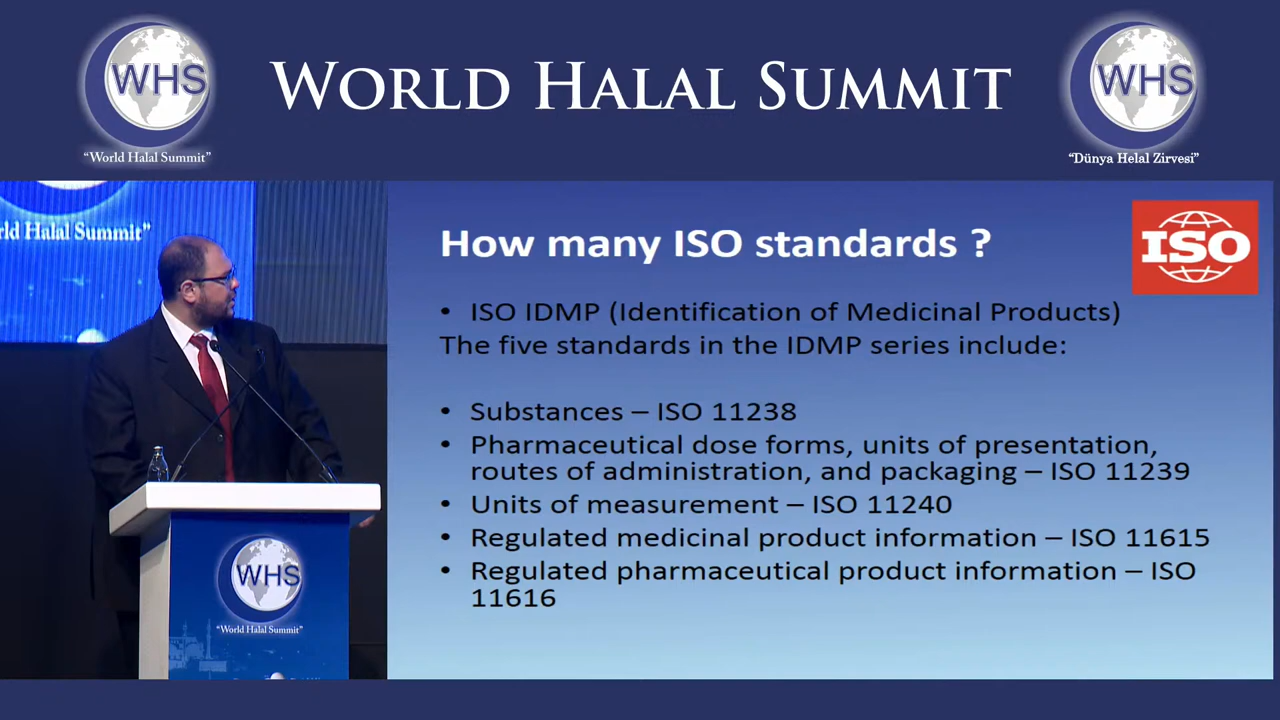 WHS
"World Halal Summit"
WORLD HALAL SUMMIT
WHS
"Dünya Helal Zirvesi"
rld Halal Summit"
How many ISO standards ?
ISO
• ISO IDMP (Identification of Medicinal Products)
The five standards in the IDMP series include:
• Substances – ISO 11238
• Pharmaceutical dose forms, units of presentation,
routes of administration, and packaging – ISO 11239
• Units of measurement – ISO 11240
• Regulated medicinal product information – ISO 11615
• Regulated pharmaceutical product information – ISO
11616
WHS
"World Halal Summit"